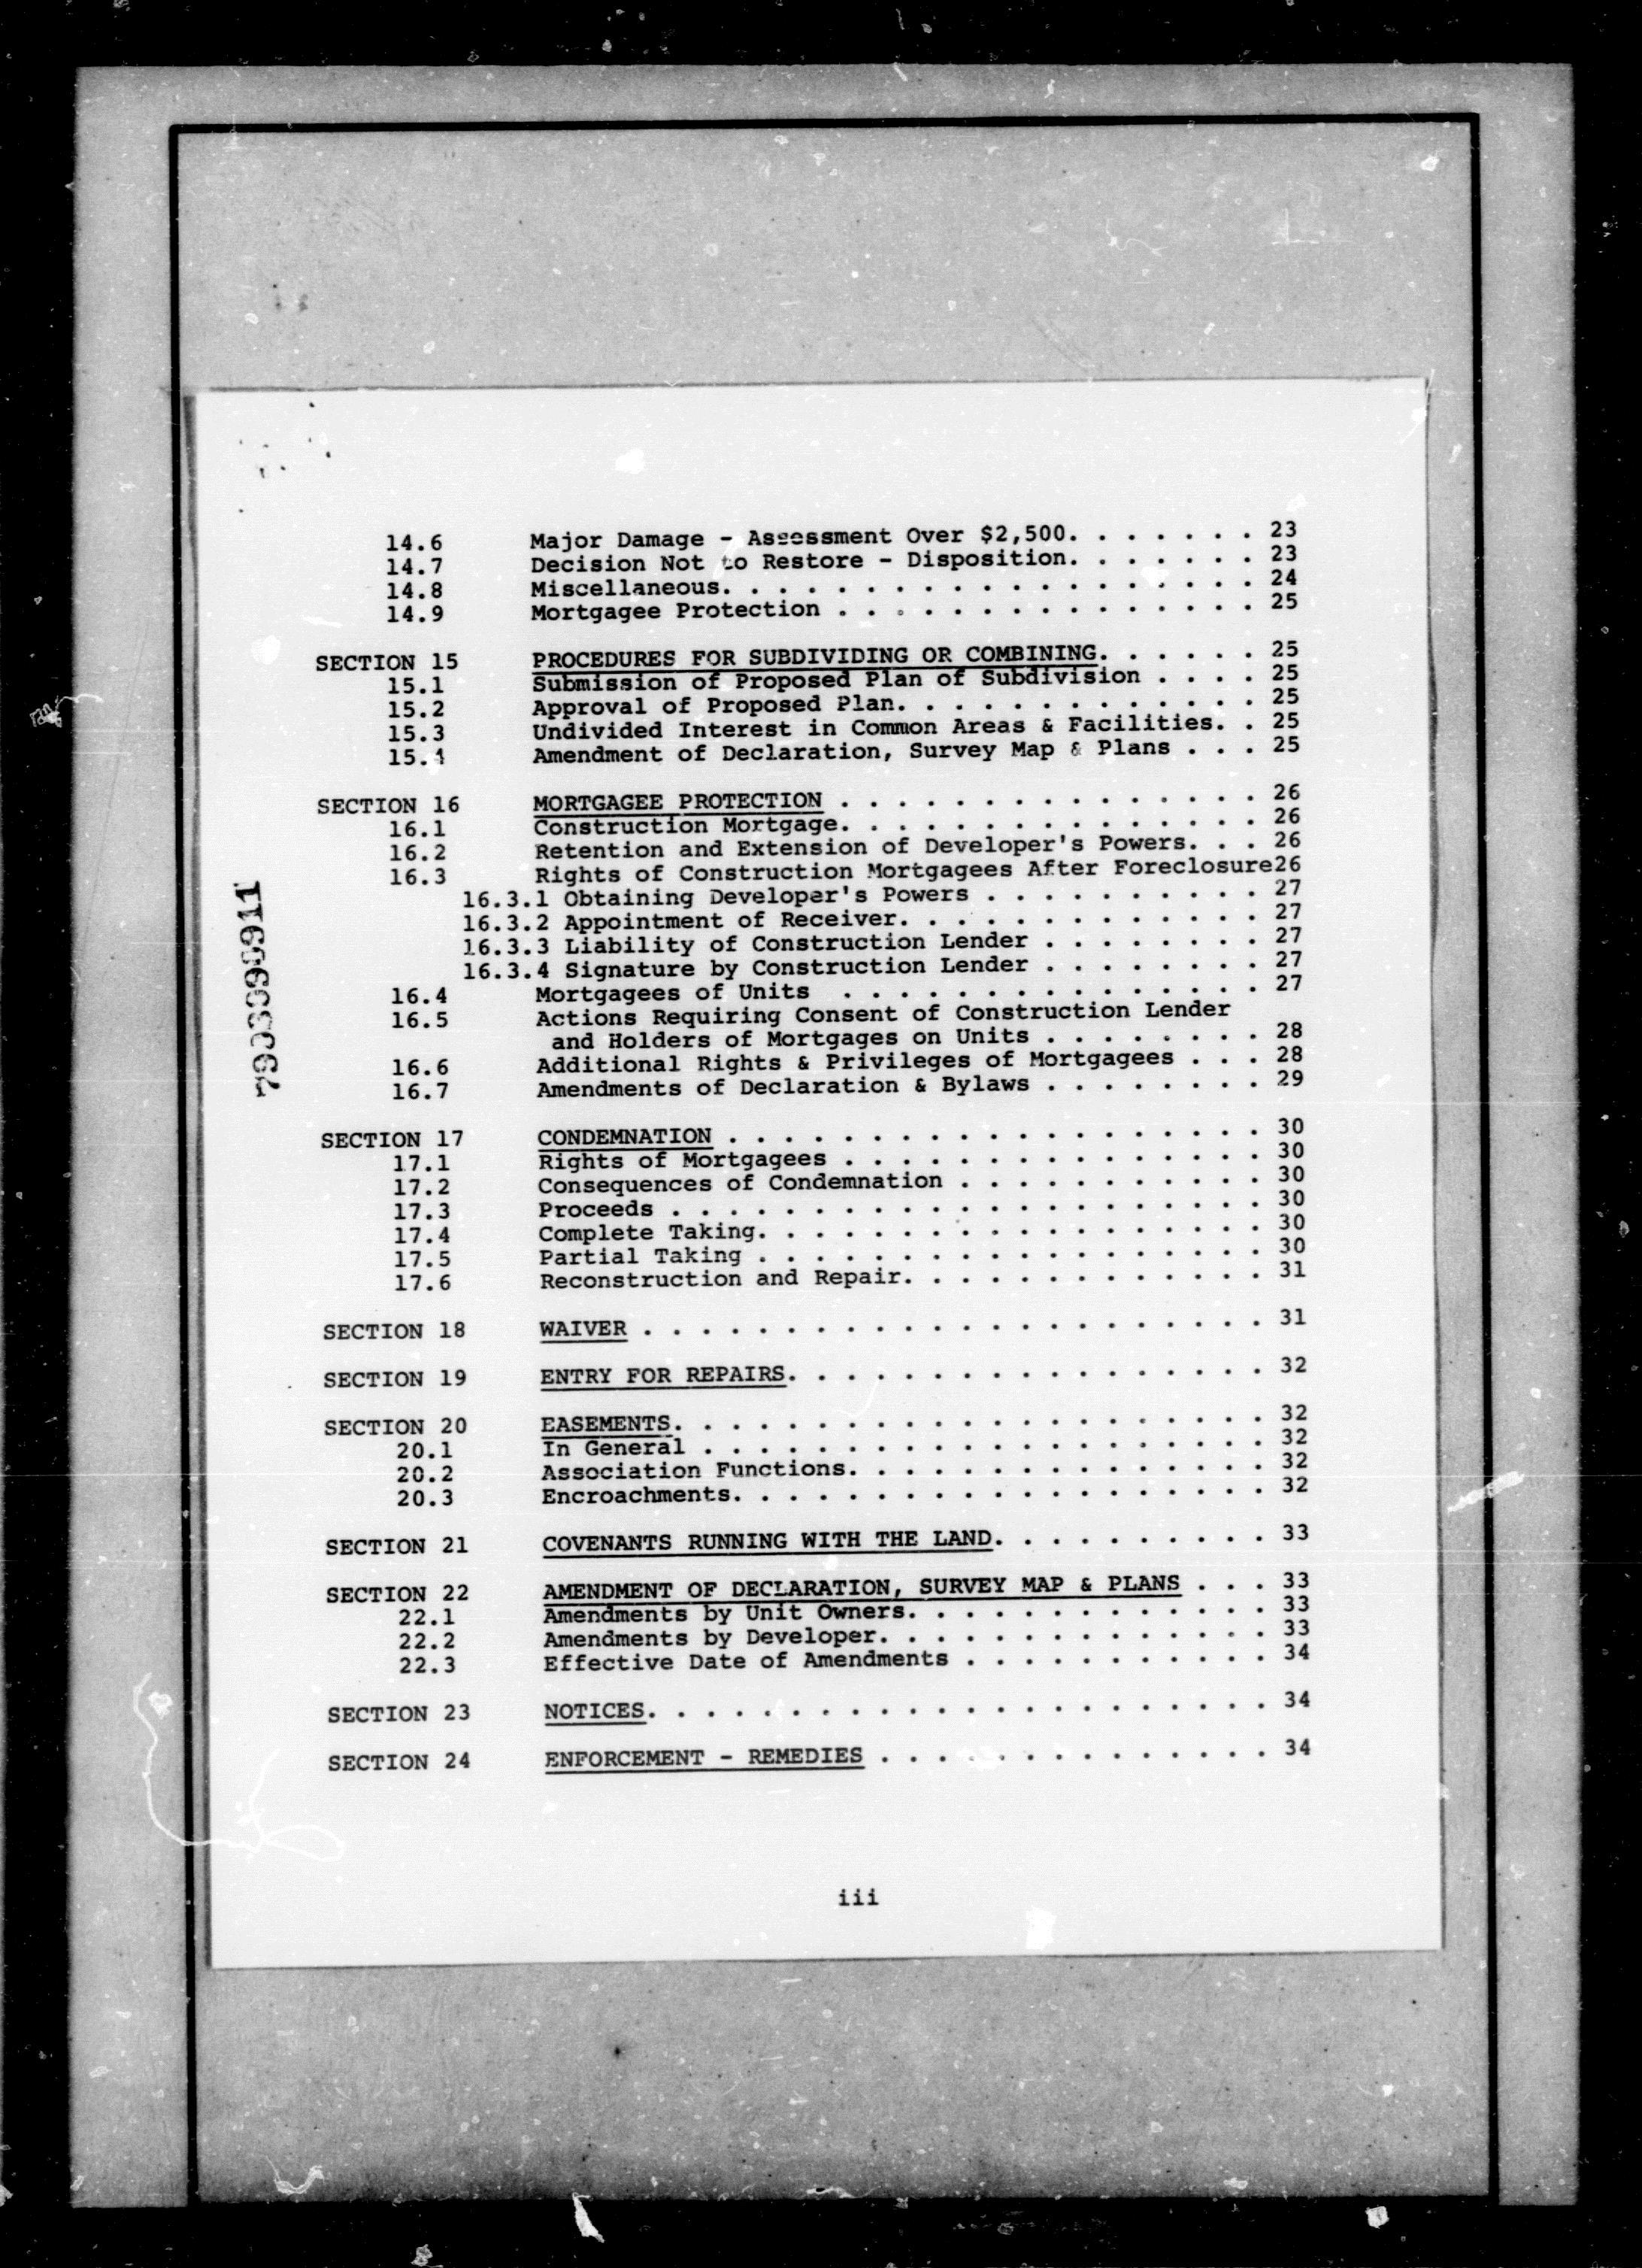 14.6 Major Damage - Assessment Over $2,500. . . . . . . 23
14.7 Decision Not to Restore - Disposition. . . . . . . 23
14.8 Miscellaneous. . . . . . . . . . . . . . . . . . . 24
14.9 Mortgagee Protection . . . . . . . . . . . . . . . 25
SECTION 15 PROCEDURES FOR SUBDIVIDING OR COMBINING. . . . . . 25
15.1 Submission of Proposed Plan of Subdivision . . . . 25
15.2 Approval of Proposed Plan. . . . . . . . . . . . . 25
15.3 Undivided Interest in Common Areas & Facilities. . 25
15.4 Amendment of Declaration, Survey Map & Plans . . . 25
SECTION 16 MORTGAGEE PROTECTION . . . . . . . . . . . . . . . 26
16.1 Construction Mortgage. . . . . . . . . . . . . . . 26
16.2 Retention and Extension of Developer's Powers. . . 26
16.3 Rights of Construction Mortgagees After Foreclosure26
16.3.1 Obtaining Developer's Powers . . . . . . . . . . 27
16.3.2 Appointment of Receiver. . . . . . . . . . . . . 27
16.3.3 Liability of Construction Lender . . . . . . . . 27
16.3.4 Signature by Construction Lender . . . . . . . . 27
16.4 Mortgagees of Units . . . . . . . . . . . . . . . 27
16.5 Actions Requiring Consent of Construction Lender
and Holders of Mortgages on Units . . . . . . . . 28
16.6 Additional Rights & Privileges of Mortgagees . . . 28
16.7 Amendments of Declaration & Bylaws . . . . . . . . 29
SECTION 17 CONDEMNATION . . . . . . . . . . . . . . . . . . . 30
17.1 Rights of Mortgagees . . . . . . . . . . . . . . . 30
17.2 Consequences of Condemnation . . . . . . . . . . . 30
17.3 Proceeds . . . . . . . . . . . . . . . . . . . . . 30
17.4 Complete Taking. . . . . . . . . . . . . . . . . . 30
17.5 Partial Taking . . . . . . . . . . . . . . . . . . 30
17.6 Reconstruction and Repair. . . . . . . . . . . . . 31
SECTION 18 WAIVER . . . . . . . . . . . . . . . . . . . . . . 31
SECTION 19 ENTRY FOR REPAIRS. . . . . . . . . . . . . . . . . 32
SECTION 20 EASEMENTS. . . . . . . . . . . . . . . . . . . . . 32
20.1 In General . . . . . . . . . . . . . . . . . . . . 32
20.2 Association Functions. . . . . . . . . . . . . . . 32
20.3 Encroachments. . . . . . . . . . . . . . . . . . . 32
SECTION 21 COVENANTS RUNNING WITH THE LAND. . . . . . . . . . 33
SECTION 22 AMENDMENT OF DECLARATION, SURVEY MAP & PLANS . . . 33
22.1 Amendments by Unit Owners. . . . . . . . . . . . . 33
22.2 Amendments by Developer. . . . . . . . . . . . . . 33
22.3 Effective Date of Amendments . . . . . . . . . . . 34
SECTION 23 NOTICES. . . . . . . . . . . . . . . . . . . . . . 34
SECTION 24 ENFORCEMENT - REMEDIES . . . . . . . . . . . . . . 34
iii